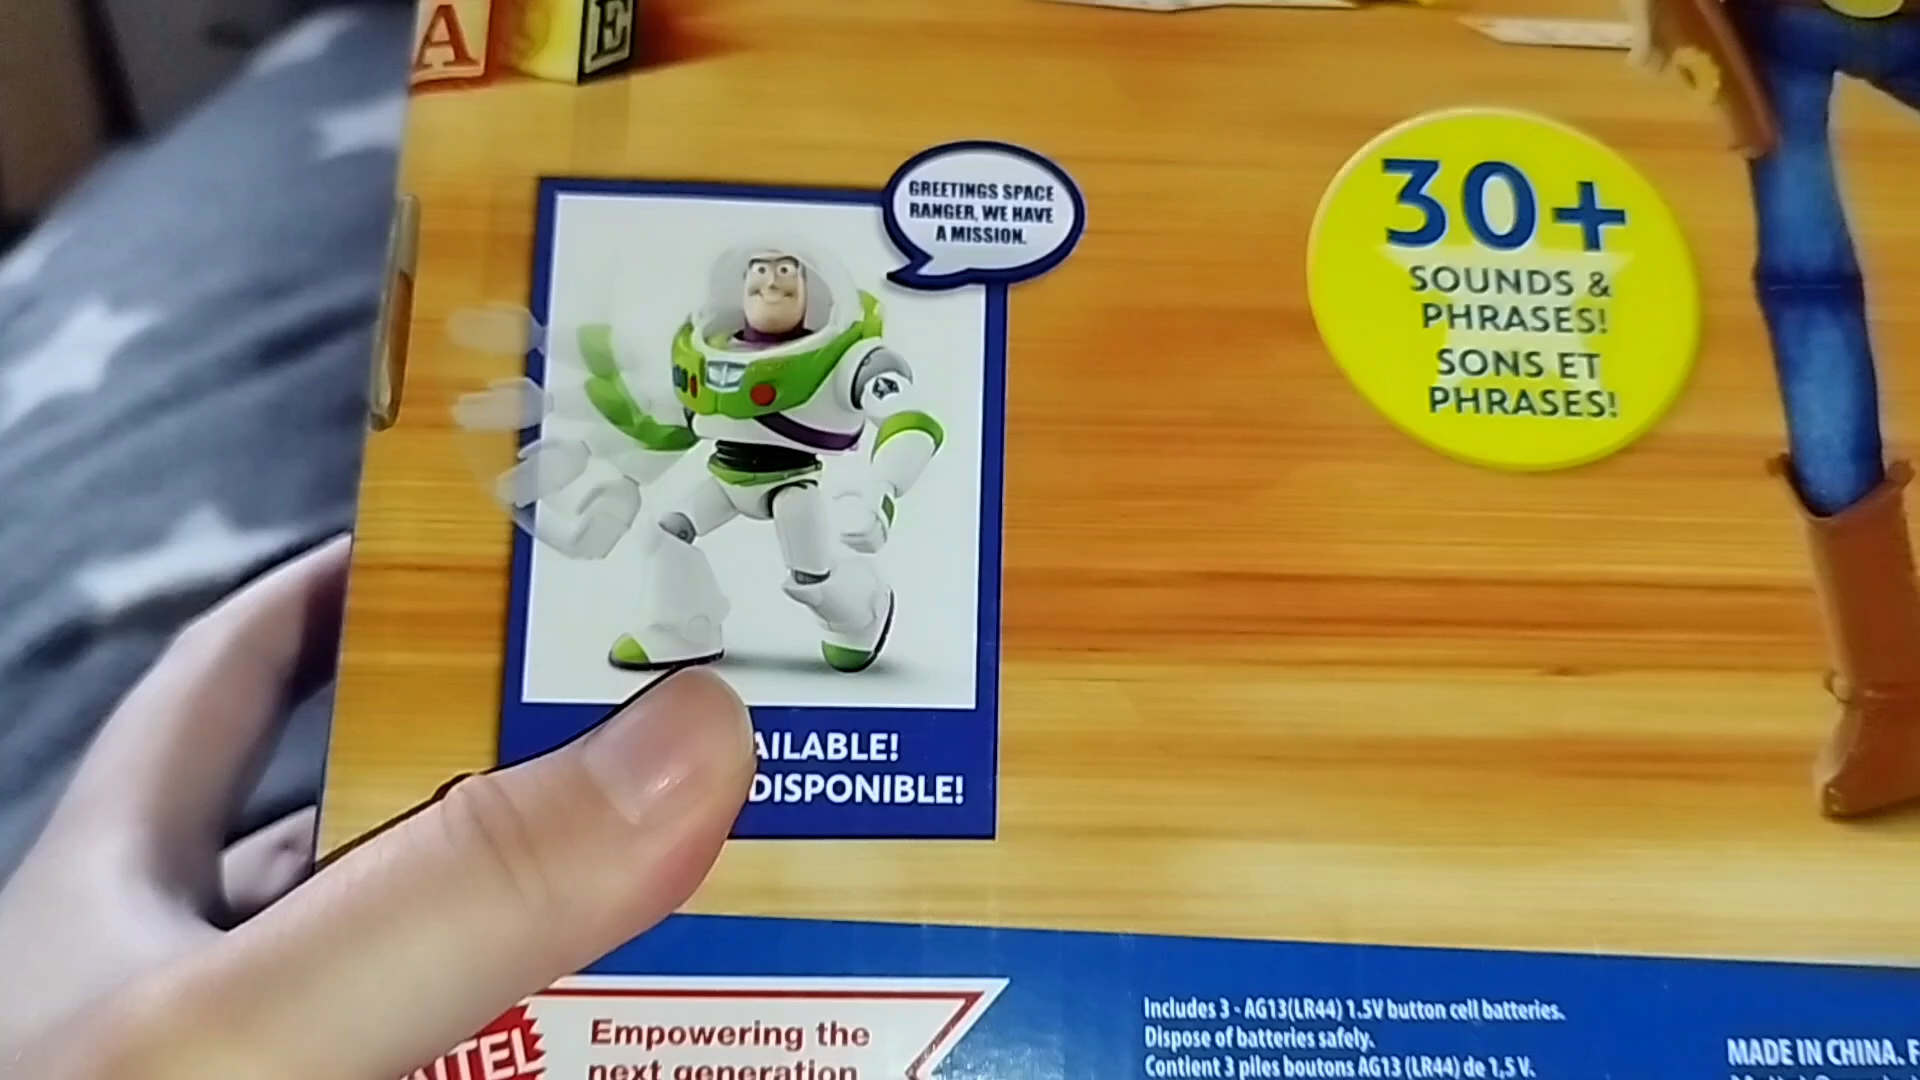 A
E
GREETINGS SPACE
RANGER, WE HAVE
A MISSION.
30+
SOUNDS &
PHRASES!
SONS ET
PHRASES!
DISPONIBLE!
Empowering the
next generation
Includes 3 - AG13(LR44) 1.5V button cell batteries.
Dispose of batteries safely.
Contient 3 piles boutons AG13 (LR44) de 1,5 V.
MADE IN CHINA.